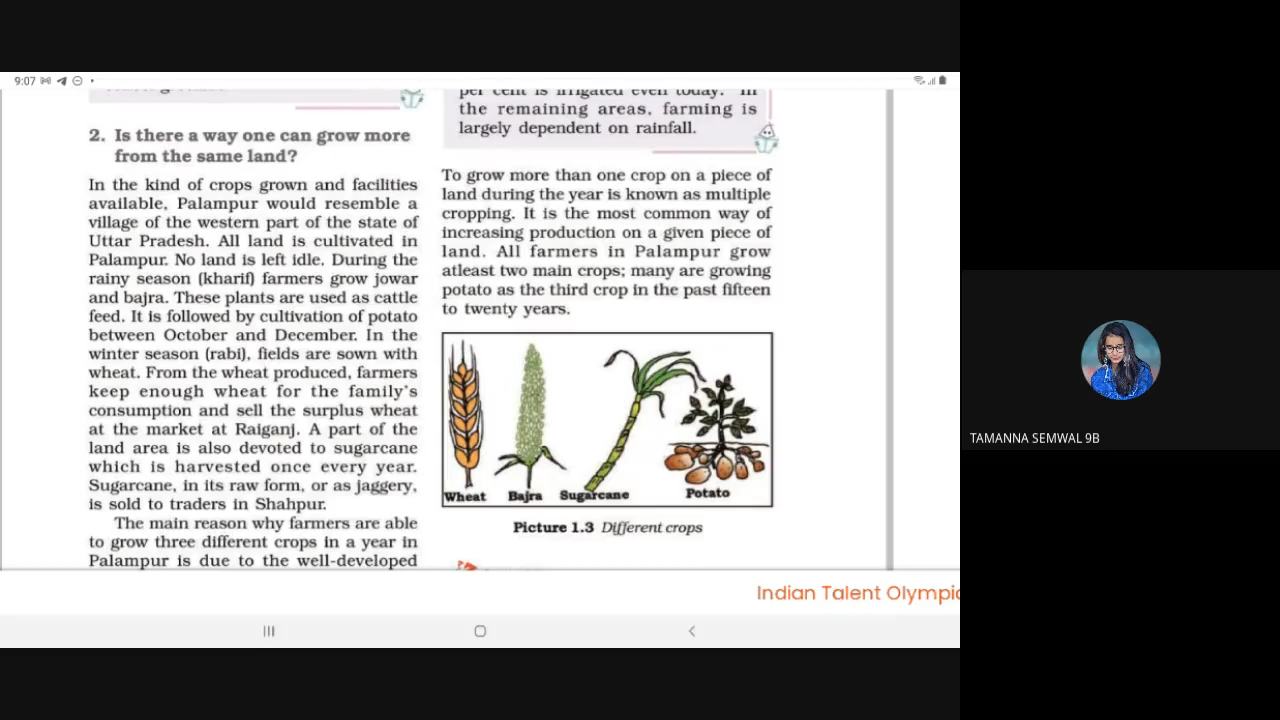 9:07
per cent is irrigated even today. In
the remaining areas, farming is
largely dependent on rainfall.
2. Is there a way one can grow more
from the same land?
In the kind of crops grown and facilities
available, Palampur would resemble a
village of the western part of the state of
Uttar Pradesh. All land is cultivated in
Palampur. No land is left idle. During the
rainy season (kharif) farmers grow jowar
and bajra. These plants are used as cattle
feed. It is followed by cultivation of potato
between October and December. In the
winter season (rabi), fields are sown with
wheat. From the wheat produced, farmers
keep enough wheat for the family's
consumption and sell the surplus wheat
at the market at Raiganj. A part of the
land area is also devoted to sugarcane
which is harvested once every year.
Sugarcane, in its raw form, or as jaggery,
is sold to traders in Shahpur.
The main reason why farmers are able
to grow three different crops in a year in
Palampur is due to the well-developed
To grow more than one crop on a piece of
land during the year is known as multiple
cropping. It is the most common way of
increasing production on a given piece of
land. All farmers in Palampur grow
atleast two main crops; many are growing
potato as the third crop in the past fifteen
to twenty years.
Wheat Bajra Sugarcane Potato
Picture 1.3 Different crops
Indian Talent Olympi
TAMANNA SEMWAL 9B